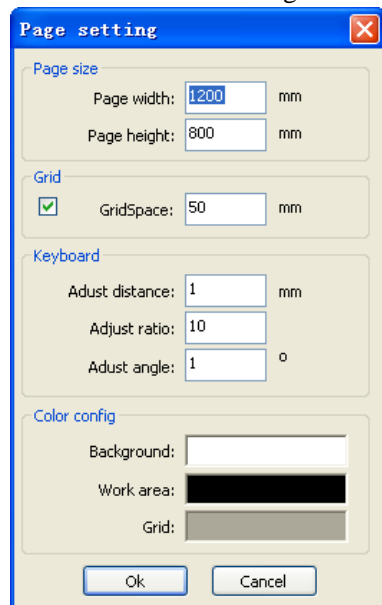 Page setting
Page size
Page width: 1200 mm
Page height: 800 mm
Grid
GridSpace: 50 mm
Keyboard
Adust distance: 1 mm
Adjust ratio: 10
Adust angle: 1 o
Color config
Background:
Work area:
Grid:
Ok Cancel